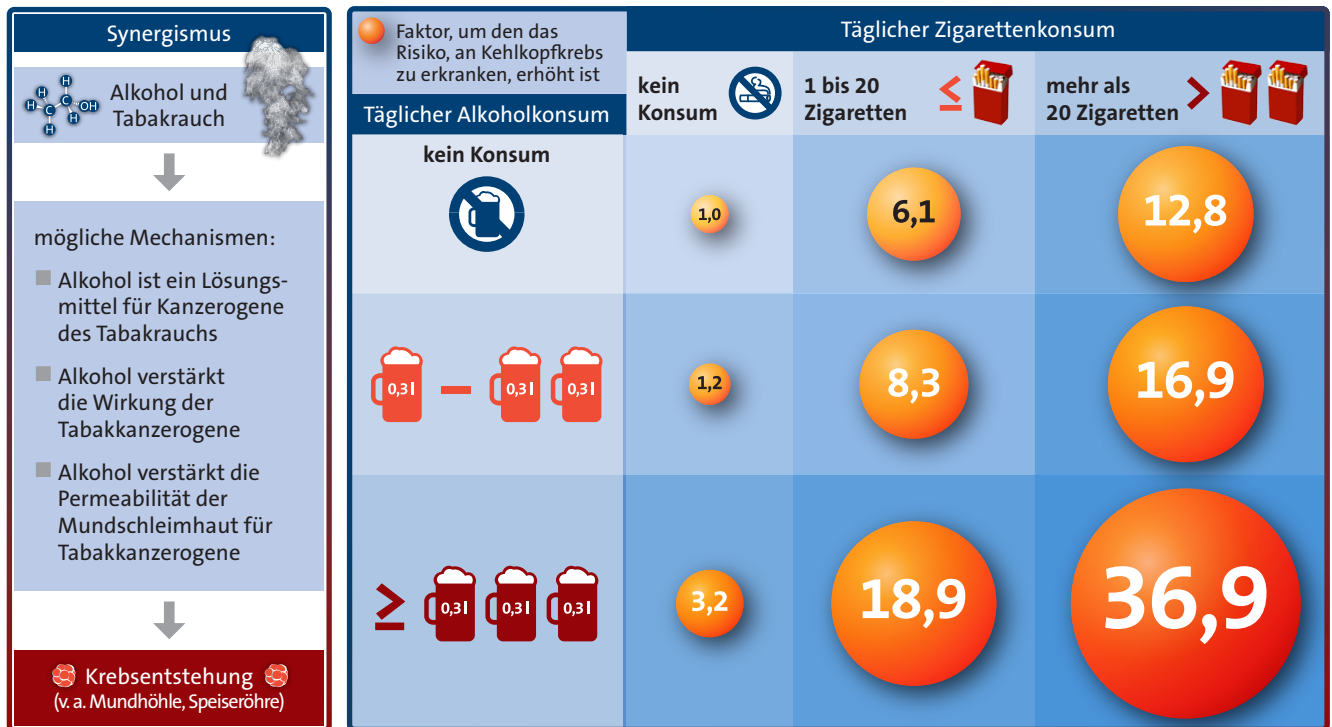 Synergismus
H
H
C
C
OH
H
H
H
Alkohol und
Tabakrauch
mögliche Mechanismen:
Alkohol ist ein Lösungs-
mittel für Kanzerogene
des Tabakrauchs
Alkohol verstärkt
die Wirkung der
Tabakkanzerogene
Alkohol verstärkt die
Permeabilität der
Mundschleimhaut für
Tabakkanzerogene
Krebsentstehung
(v. a. Mundhöhle, Speiseröhre)
Faktor, um den das
Risiko, an Kehlkopfkrebs
zu erkranken, erhöht ist
Täglicher Zigarettenkonsum
Täglicher Alkoholkonsum
kein
Konsum
1 bis 20
Zigaretten
≤
mehr als
20 Zigaretten
>
kein Konsum
1,0
6,1
12,8
0,3 l – 0,3 l 0,3 l
1,2
8,3
16,9
≥ 0,3 l 0,3 l 0,3 l
3,2
18,9
36,9